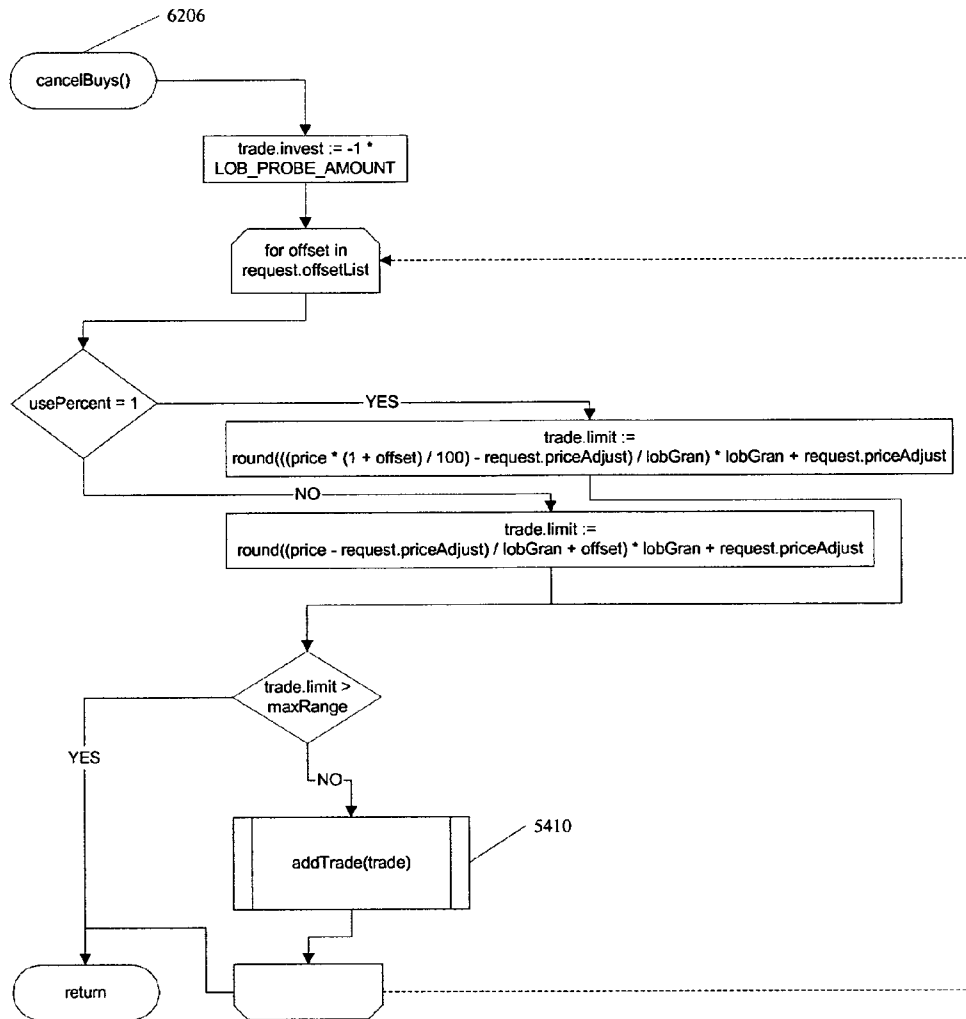 6206
cancelBuys()
trade.invest := -1 *
LOB_PROBE_AMOUNT
for offset in
request.offsetList
usePercent = 1
YES
trade.limit :=
round(((price * (1 + offset) / 100) - request.priceAdjust) / lobGran) * lobGran + request.priceAdjust
NO
trade.limit :=
round((price - request.priceAdjust) / lobGran + offset) * lobGran + request.priceAdjust
trade.limit >
maxRange
YES
NO
5410
addTrade(trade)
return